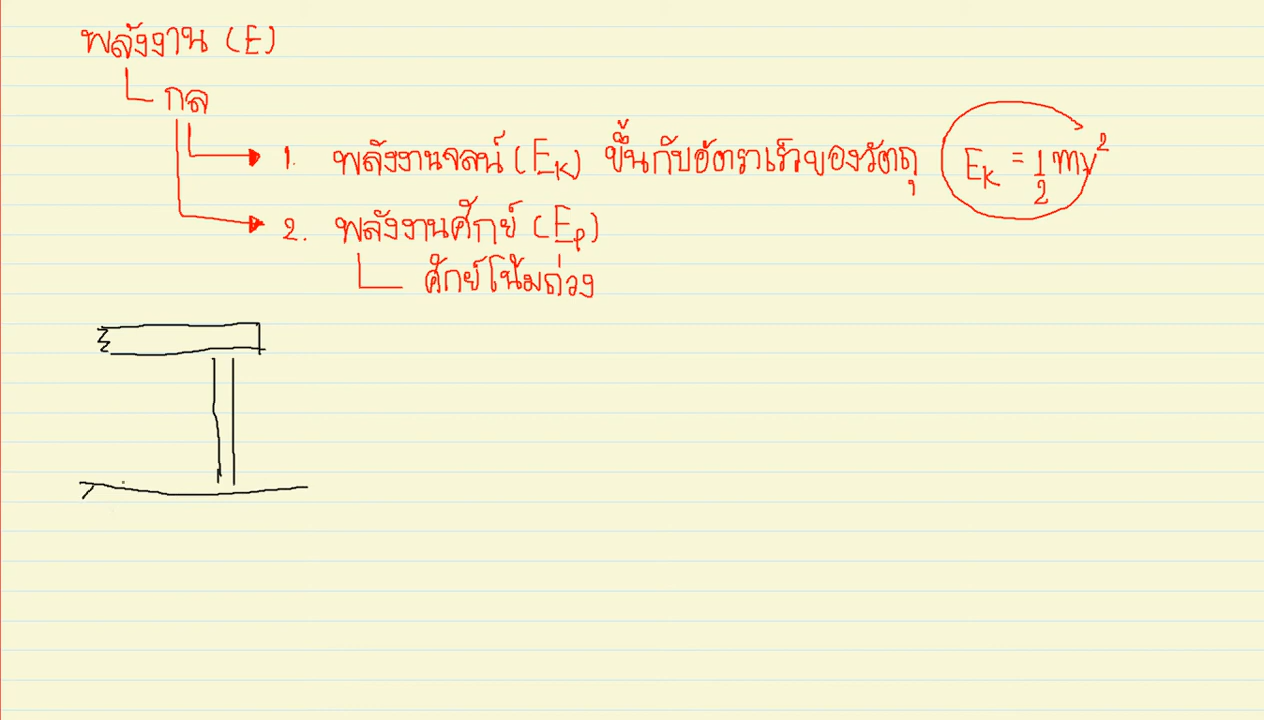 พลังงาน (E)
กล
1. พลังงานจลน์ (Eₖ) ขึ้นกับอัตราเร็วของวัตถุ Eₖ = 1/2 mv²
2. พลังงานศักย์ (Eₚ)
ศักย์โน้มถ่วง